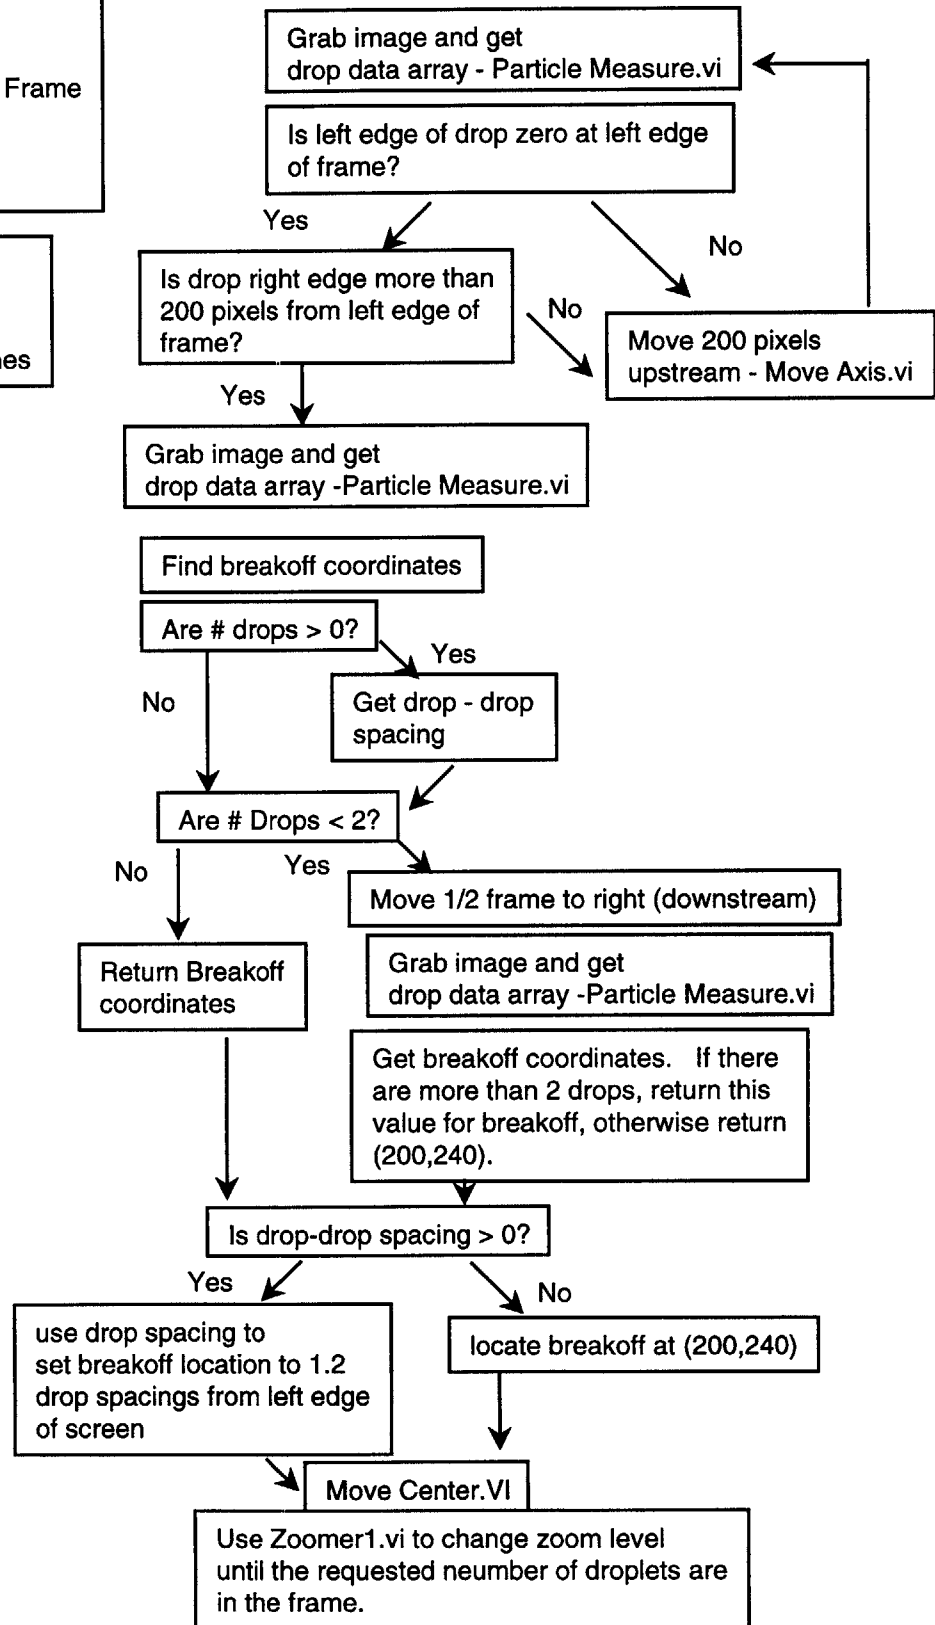 Frame
nes
Grab image and get
drop data array - Particle Measure.vi
Is left edge of drop zero at left edge
of frame?
Yes
No
Is drop right edge more than
200 pixels from left edge of
frame?
No
Move 200 pixels
upstream - Move Axis.vi
Yes
Grab image and get
drop data array -Particle Measure.vi
Find breakoff coordinates
Are # drops > 0?
Yes
No
Get drop - drop
spacing
Are # Drops < 2?
No
Yes
Move 1/2 frame to right (downstream)
Return Breakoff
coordinates
Grab image and get
drop data array -Particle Measure.vi
Get breakoff coordinates. If there
are more than 2 drops, return this
value for breakoff, otherwise return
(200,240).
Is drop-drop spacing > 0?
Yes
No
use drop spacing to
set breakoff location to 1.2
drop spacings from left edge
of screen
locate breakoff at (200,240)
Move Center.VI
Use Zoomer1.vi to change zoom level
until the requested neumber of droplets are
in the frame.